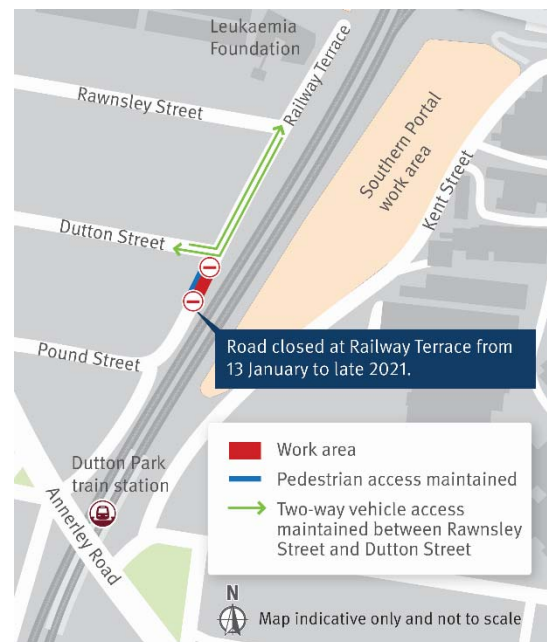 Leukaemia
Foundation
Railway Terrace
Rawnsley Street
Southern Portal
work area
Kent Street
Dutton Street
Road closed at Railway Terrace from
13 January to late 2021.
Pound Street
Work area
Pedestrian access maintained
Two-way vehicle access
maintained between Rawnsley
Street and Dutton Street
Dutton Park
train station
Annerley Road
N
Map indicative only and not to scale